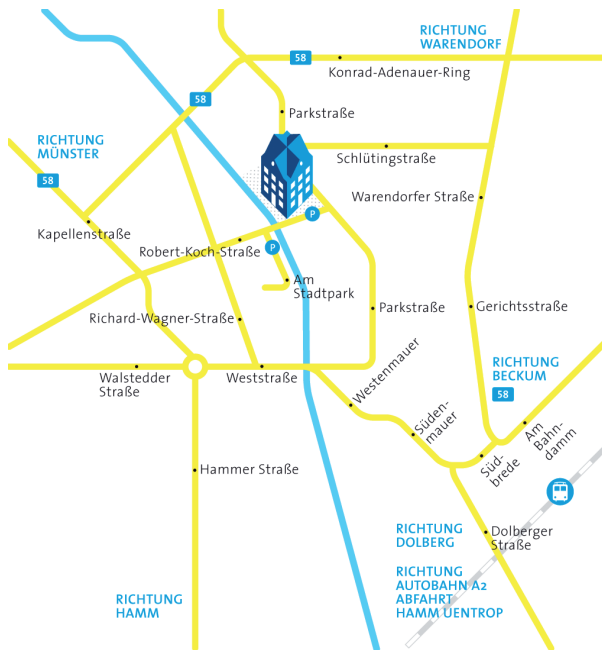 RICHTUNG
WARENDORF
58
Konrad-Adenauer-Ring
58
Parkstraße
RICHTUNG
MÜNSTER
Schlütingstraße
58
Warendorfer Straße
Kapellenstraße
P
Robert-Koch-Straße
P
Am
Stadtpark
Parkstraße
Gerichtsstraße
Richard-Wagner-Straße
RICHTUNG
BECKUM
58
Walstedder
Straße
Weststraße
Westenmauer
Süden-
mauer
Am
Bahn-
damm
Süd-
brede
Hammer Straße
RICHTUNG
DOLBERG
Dolberger
Straße
RICHTUNG
AUTOBAHN A2
ABFAHRT
HAMM UENTROP
RICHTUNG
HAMM